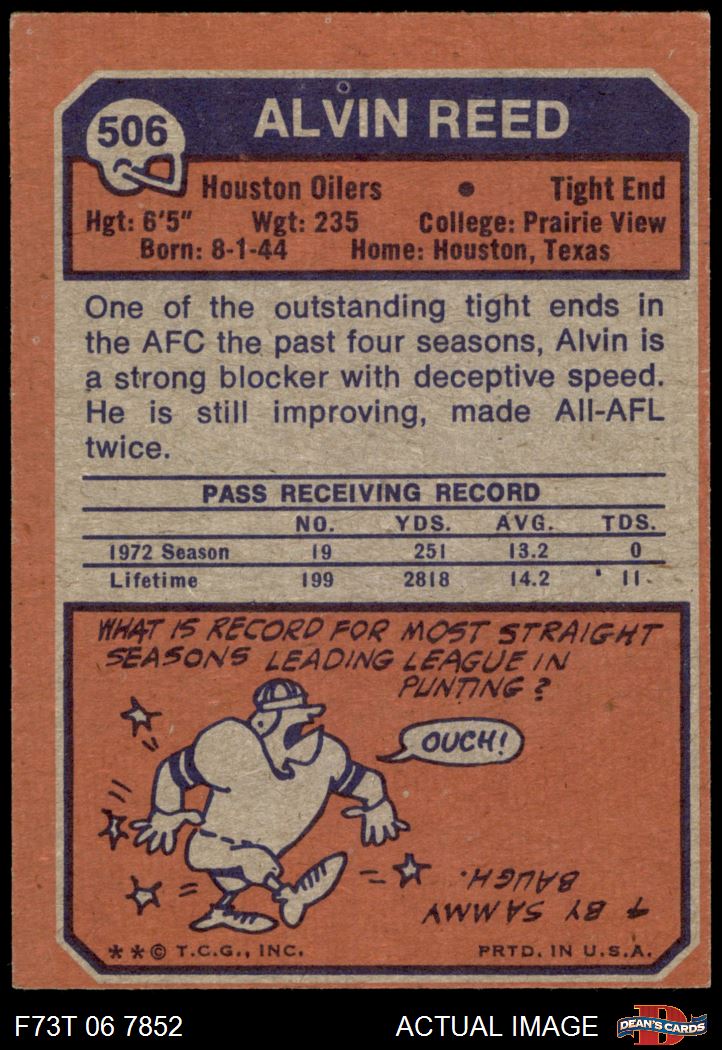 506
ALVIN REED
Houston Oilers • Tight End
Hgt: 6'5" Wgt: 235 College: Prairie View
Born: 8-1-44 Home: Houston, Texas
One of the outstanding tight ends in
the AFC the past four seasons, Alvin is
a strong blocker with deceptive speed.
He is still improving, made All-AFL
twice.
PASS RECEIVING RECORD
NO. YDS. AVG. TDS.
1972 Season 19 251 13.2 0
Lifetime 199 2818 14.2 11
WHAT IS RECORD FOR MOST STRAIGHT
SEASONS LEADING LEAGUE IN
PUNTING?
OUCH!
4 BY SAMMY
BAUGH.
**© T.C.G., INC. PRTD. IN U.S.A.
F73T 06 7852 ACTUAL IMAGE
D
DEAN'S CARDS